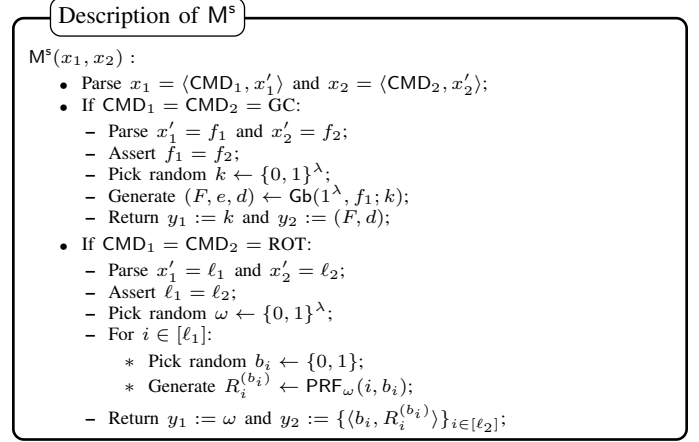 Description of Mˢ
Mˢ(x₁, x₂) :
• Parse x₁ = ⟨CMD₁, x′₁⟩ and x₂ = ⟨CMD₂, x′₂⟩;
• If CMD₁ = CMD₂ = GC:
– Parse x′₁ = f₁ and x′₂ = f₂;
– Assert f₁ = f₂;
– Pick random k ← {0, 1}^λ;
– Generate (F, e, d) ← Gb(1^λ, f₁; k);
– Return y₁ := k and y₂ := (F, d);
• If CMD₁ = CMD₂ = ROT:
– Parse x′₁ = ℓ₁ and x′₂ = ℓ₂;
– Assert ℓ₁ = ℓ₂;
– Pick random ω ← {0, 1}^λ;
– For i ∈ [ℓ₁]:
∗ Pick random bᵢ ← {0, 1};
∗ Generate Rᵢ^(bᵢ) ← PRF_ω(i, bᵢ);
– Return y₁ := ω and y₂ := {⟨bᵢ, Rᵢ^(bᵢ)⟩}_{i∈[ℓ₂]};